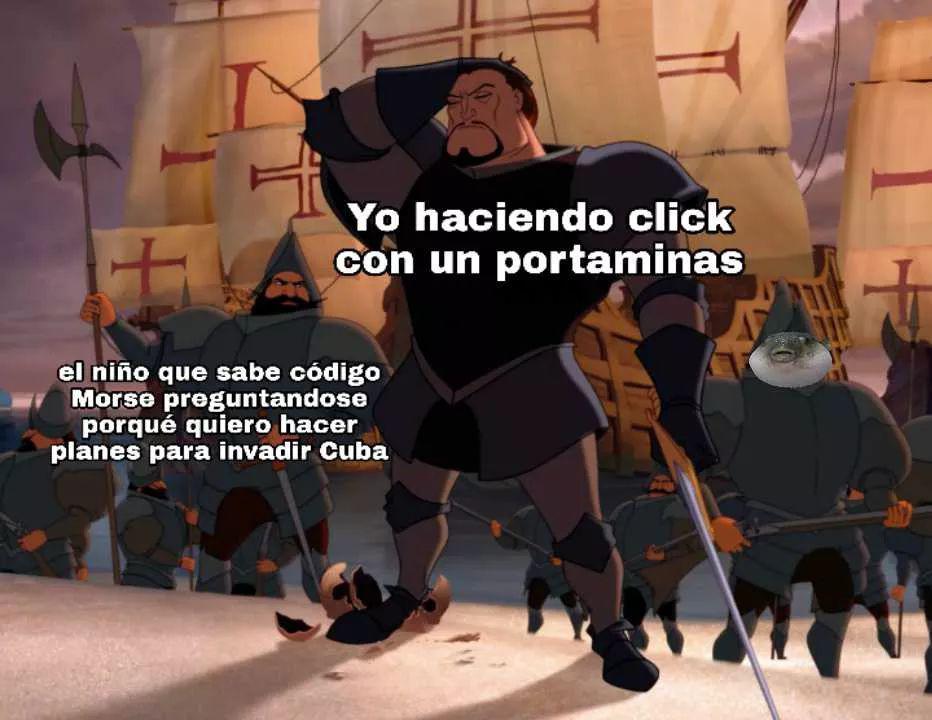 Yo haciendo click
con un portaminas
el niño que sabe código
Morse preguntandose
porqué quiero hacer
planes para invadir Cuba